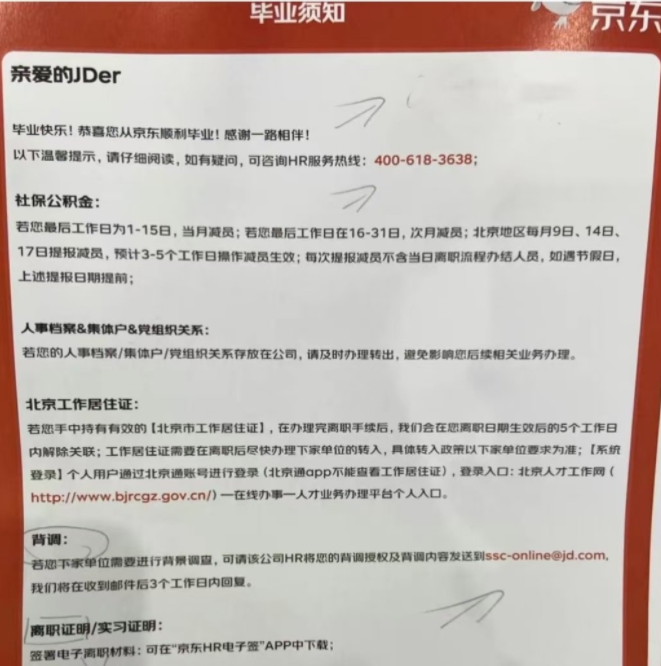 毕业须知
京东
亲爱的JDer
毕业快乐！恭喜您从京东顺利毕业！感谢一路相伴！
以下温馨提示，请仔细阅读，如有疑问，可咨询HR服务热线：400-618-3638；
社保公积金：
若您最后工作日为1-15日，当月减员；若您最后工作日在16-31日，次月减员；北京地区每月9日、14日、
17日提报减员，预计3-5个工作日操作减员生效；每次提报减员不含当日离职流程办结人员，如遇节假日，
上述提报日期提前；
人事档案&集体户&党组织关系：
若您的人事档案/集体户/党组织关系存放在公司，请及时办理转出，避免影响您后续相关业务办理。
北京工作居住证：
若您手中持有有效的【北京市工作居住证】，在办理完离职手续后，我们会在您离职日期生效后的5个工作日
内解除关联；工作居住证需要在离职后尽快办理下家单位的转入，具体转入政策以下家单位要求为准；【系统
登录】个人用户通过北京通账号进行登录（北京通app不能查看工作居住证），登录入口：北京人才工作网（
http://www.bjrcgz.gov.cn/）—在线办事—人才业务办理平台个人入口。
背调：
若您下家单位需要进行背景调查，可请该公司HR将您的背调授权及背调内容发送到ssc-online@jd.com，
我们将在收到邮件后3个工作日内回复。
离职证明/实习证明：
签署电子离职材料：可在“京东HR电子签”APP中下载；